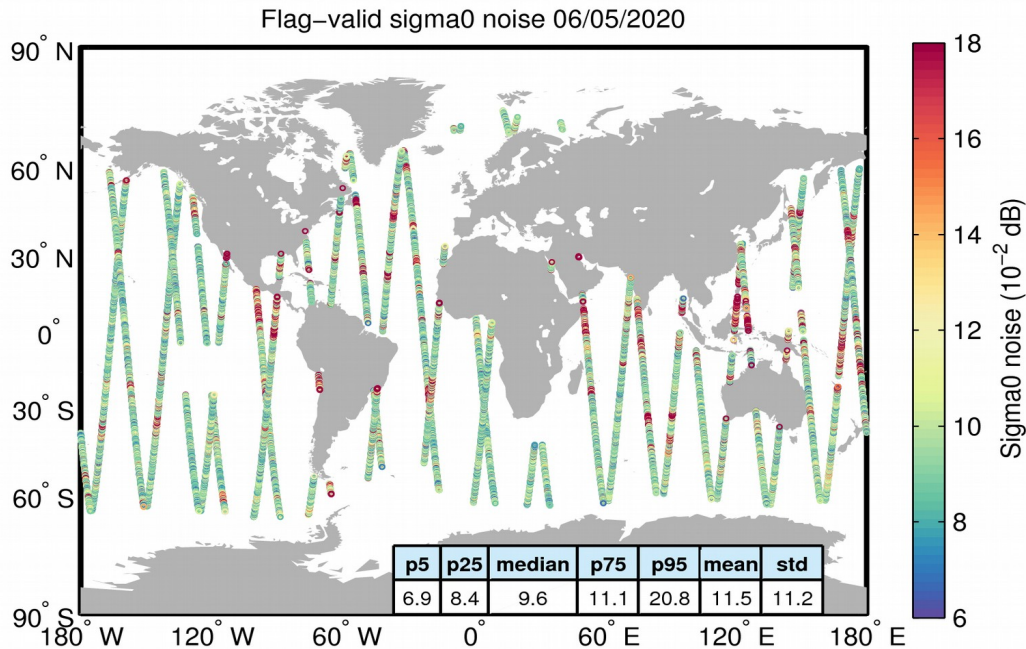 Flag−valid sigma0 noise 06/05/2020
90° N
60° N
30° N
0°
30° S
60° S
90° S
180° W
120° W
60° W
0°
60° E
120° E
180° E
p5 p25 median p75 p95 mean std
6.9 8.4 9.6 11.1 20.8 11.5 11.2
18
16
14
12
10
8
6
Sigma0 noise (10⁻² dB)